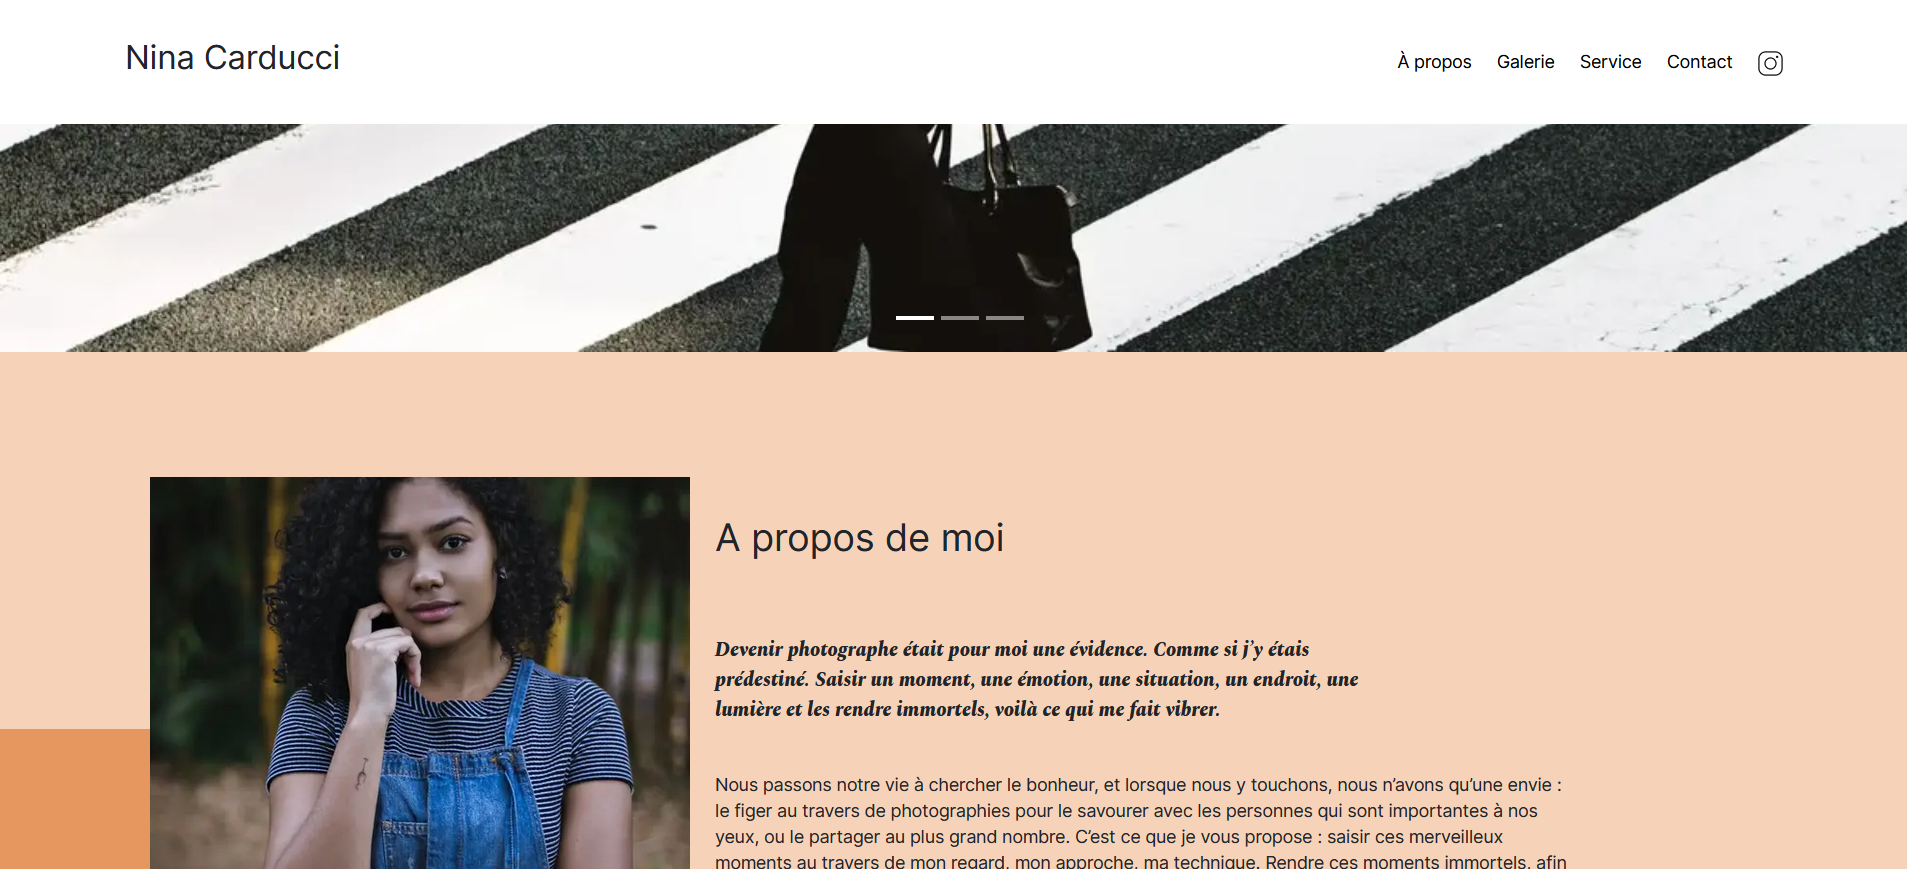 Nina Carducci
À propos Galerie Service Contact
A propos de moi
Devenir photographe était pour moi une évidence. Comme si j’y étais
prédestiné. Saisir un moment, une émotion, une situation, un endroit, une
lumière et les rendre immortels, voilà ce qui me fait vibrer.
Nous passons notre vie à chercher le bonheur, et lorsque nous y touchons, nous n’avons qu’une envie :
le figer au travers de photographies pour le savourer avec les personnes qui sont importantes à nos
yeux, ou le partager au plus grand nombre. C’est ce que je vous propose : saisir ces merveilleux
moments au travers de mon regard, mon approche, ma technique. Rendre ces moments immortels, afin